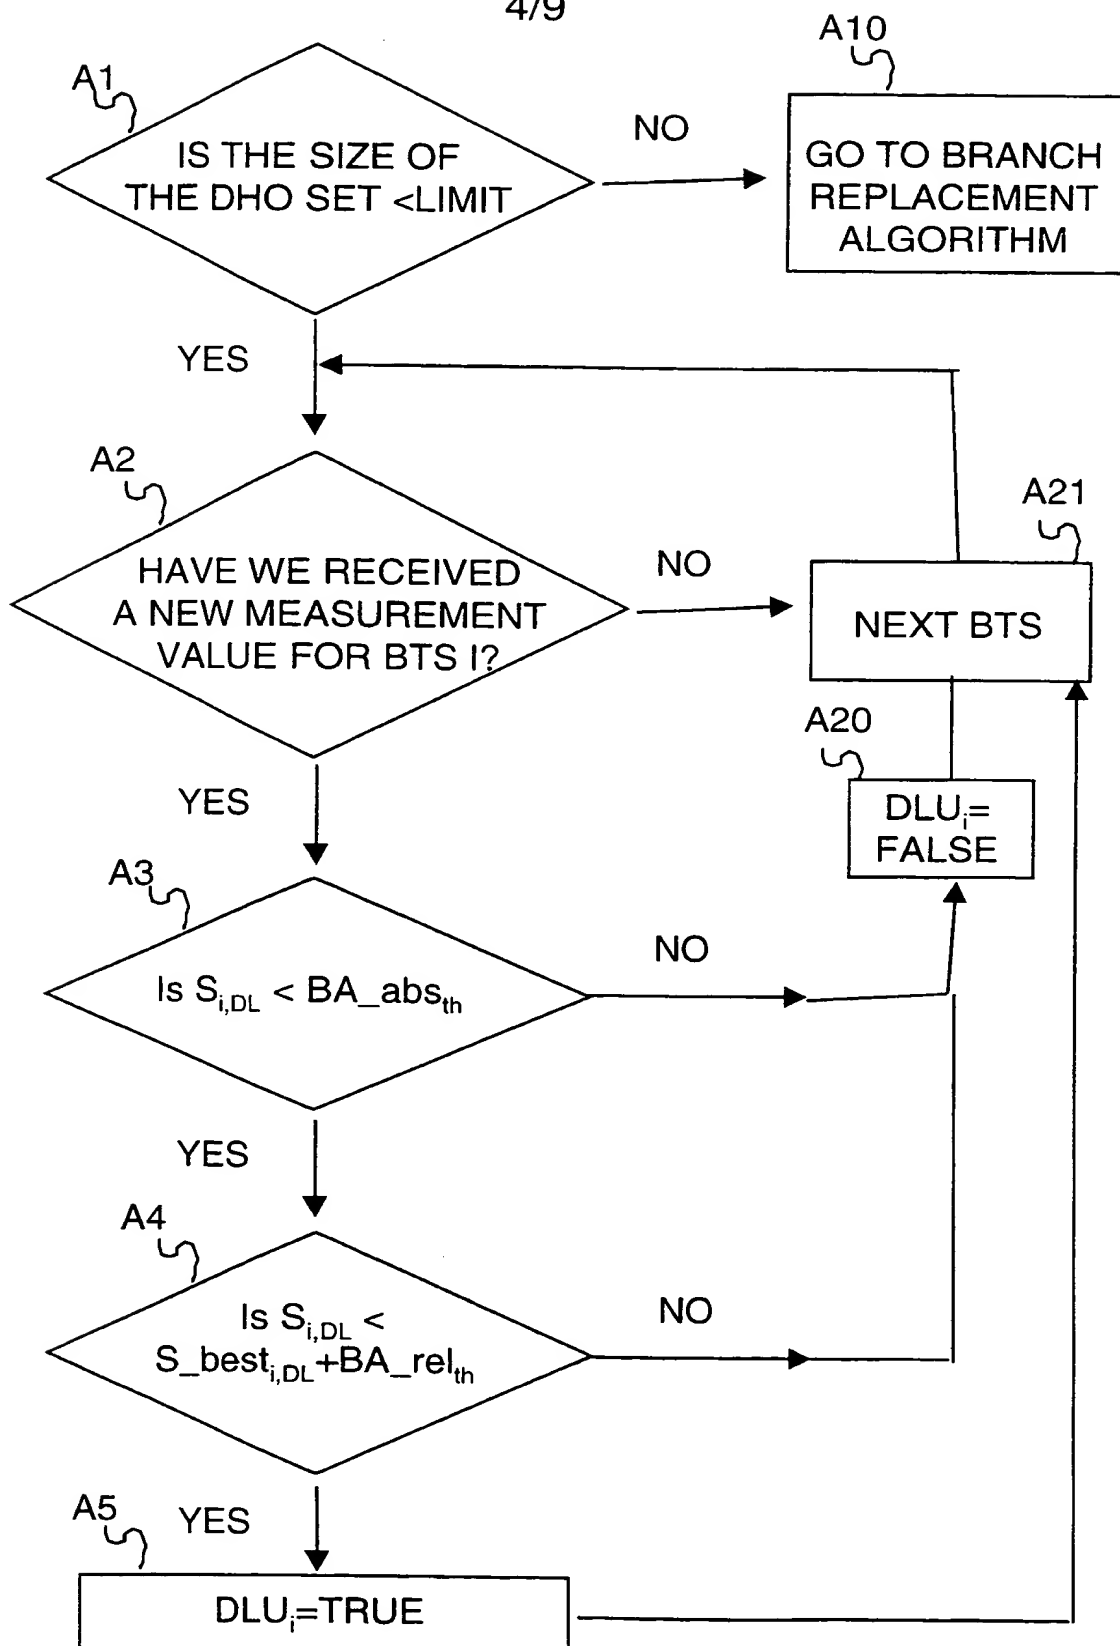 4/9
A1
IS THE SIZE OF
THE DHO SET <LIMIT
NO
A10
GO TO BRANCH
REPLACEMENT
ALGORITHM
YES
A2
HAVE WE RECEIVED
A NEW MEASUREMENT
VALUE FOR BTS I?
NO
A21
NEXT BTS
A20
DLUi=
FALSE
YES
A3
Is Si,DL < BA_absth
NO
YES
A4
Is Si,DL <
S_besti,DL+BA_relth
NO
YES
A5
DLUi=TRUE